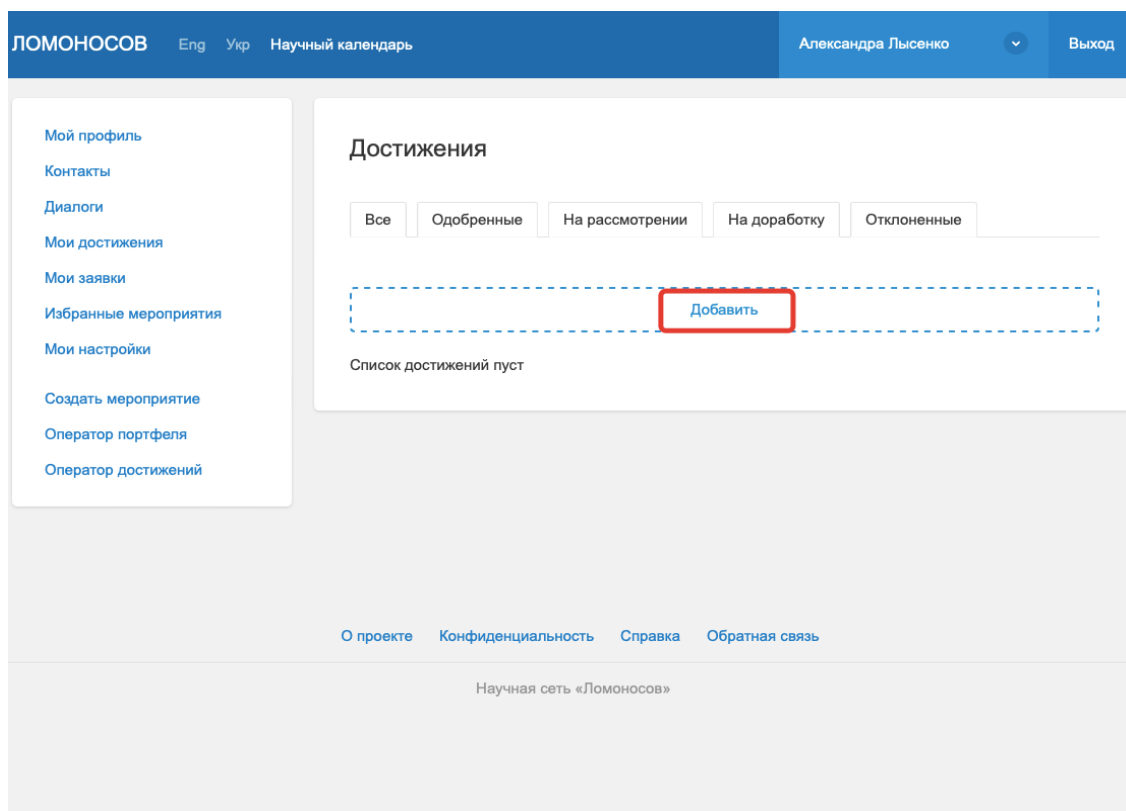 ЛОМОНОСОВ Eng Укр Научный календарь Александра Лысенко Выход
Мой профиль
Контакты
Диалоги
Мои достижения
Мои заявки
Избранные мероприятия
Мои настройки
Создать мероприятие
Оператор портфеля
Оператор достижений
Достижения
Все Одобренные На рассмотрении На доработку Отклоненные
Добавить
Список достижений пуст
О проекте Конфиденциальность Справка Обратная связь
Научная сеть «Ломоносов»